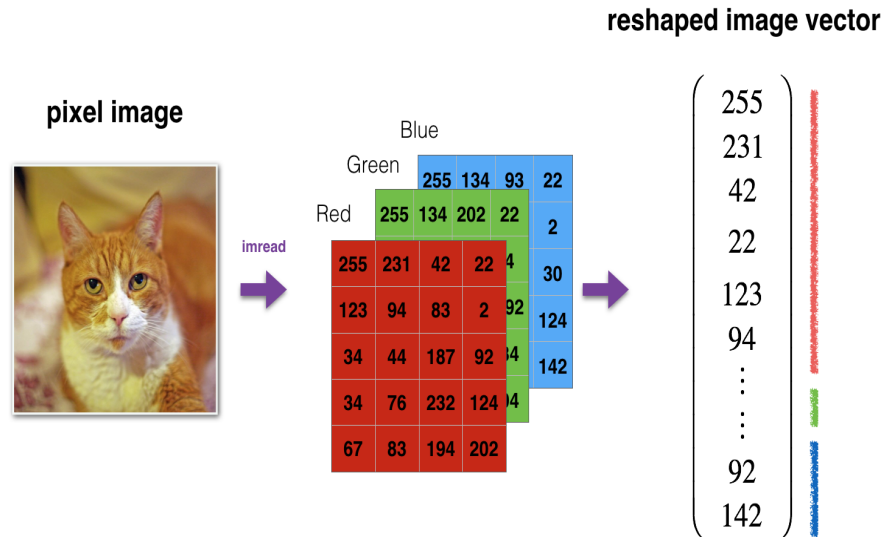 reshaped image vector
pixel image
Blue
Green
Red
imread
255 134 93 22
2
30
124
142
255 134 202 22
255 231 42 22
123 94 83 2
34 44 187 92
34 76 232 124
67 83 194 202
255
231
42
22
123
94
92
142